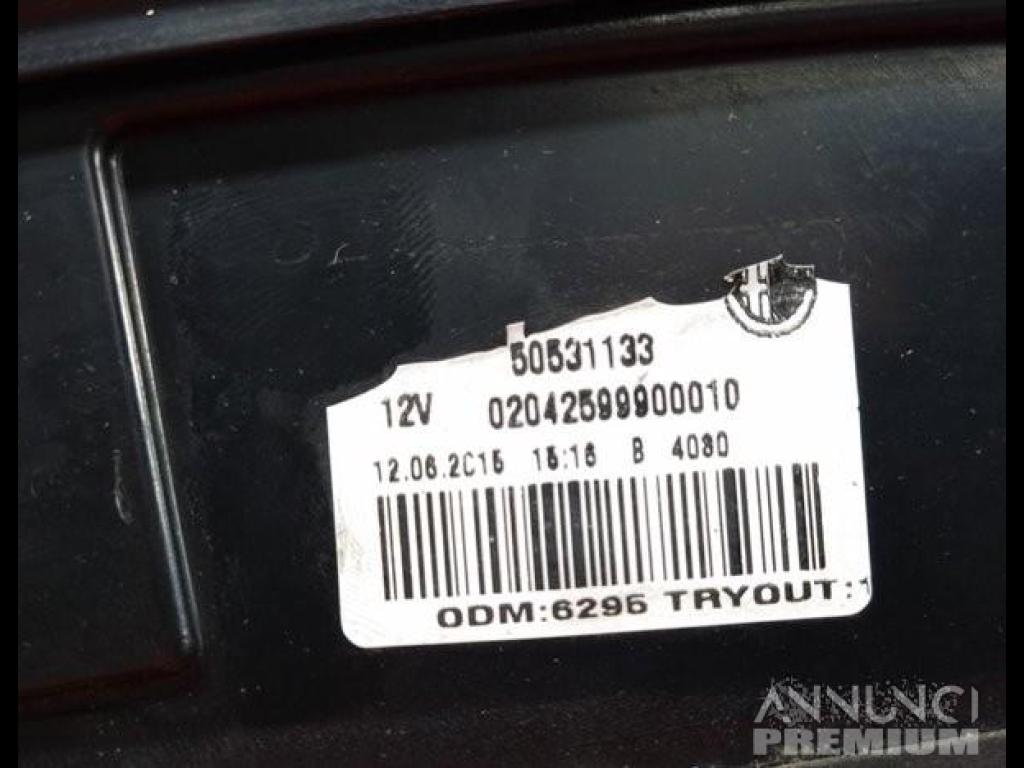 50531133
12V 02042599900010
12.06.2015 15:16 B 4080
ODM:6295 TRYOUT:1
ANNUNCI
PREMIUM